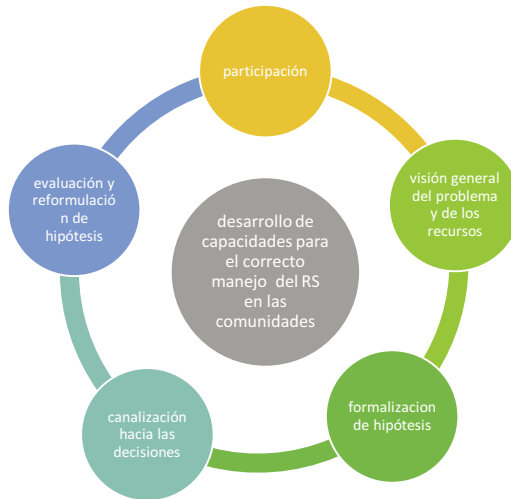 participación
visión general
del problema
y de los
recursos
formalizacion
de hipótesis
canalización
hacia las
decisiones
evaluación y
reformulació
n de
hipótesis
desarrollo de
capacidades para
el correcto
manejo del RS
en las
comunidades